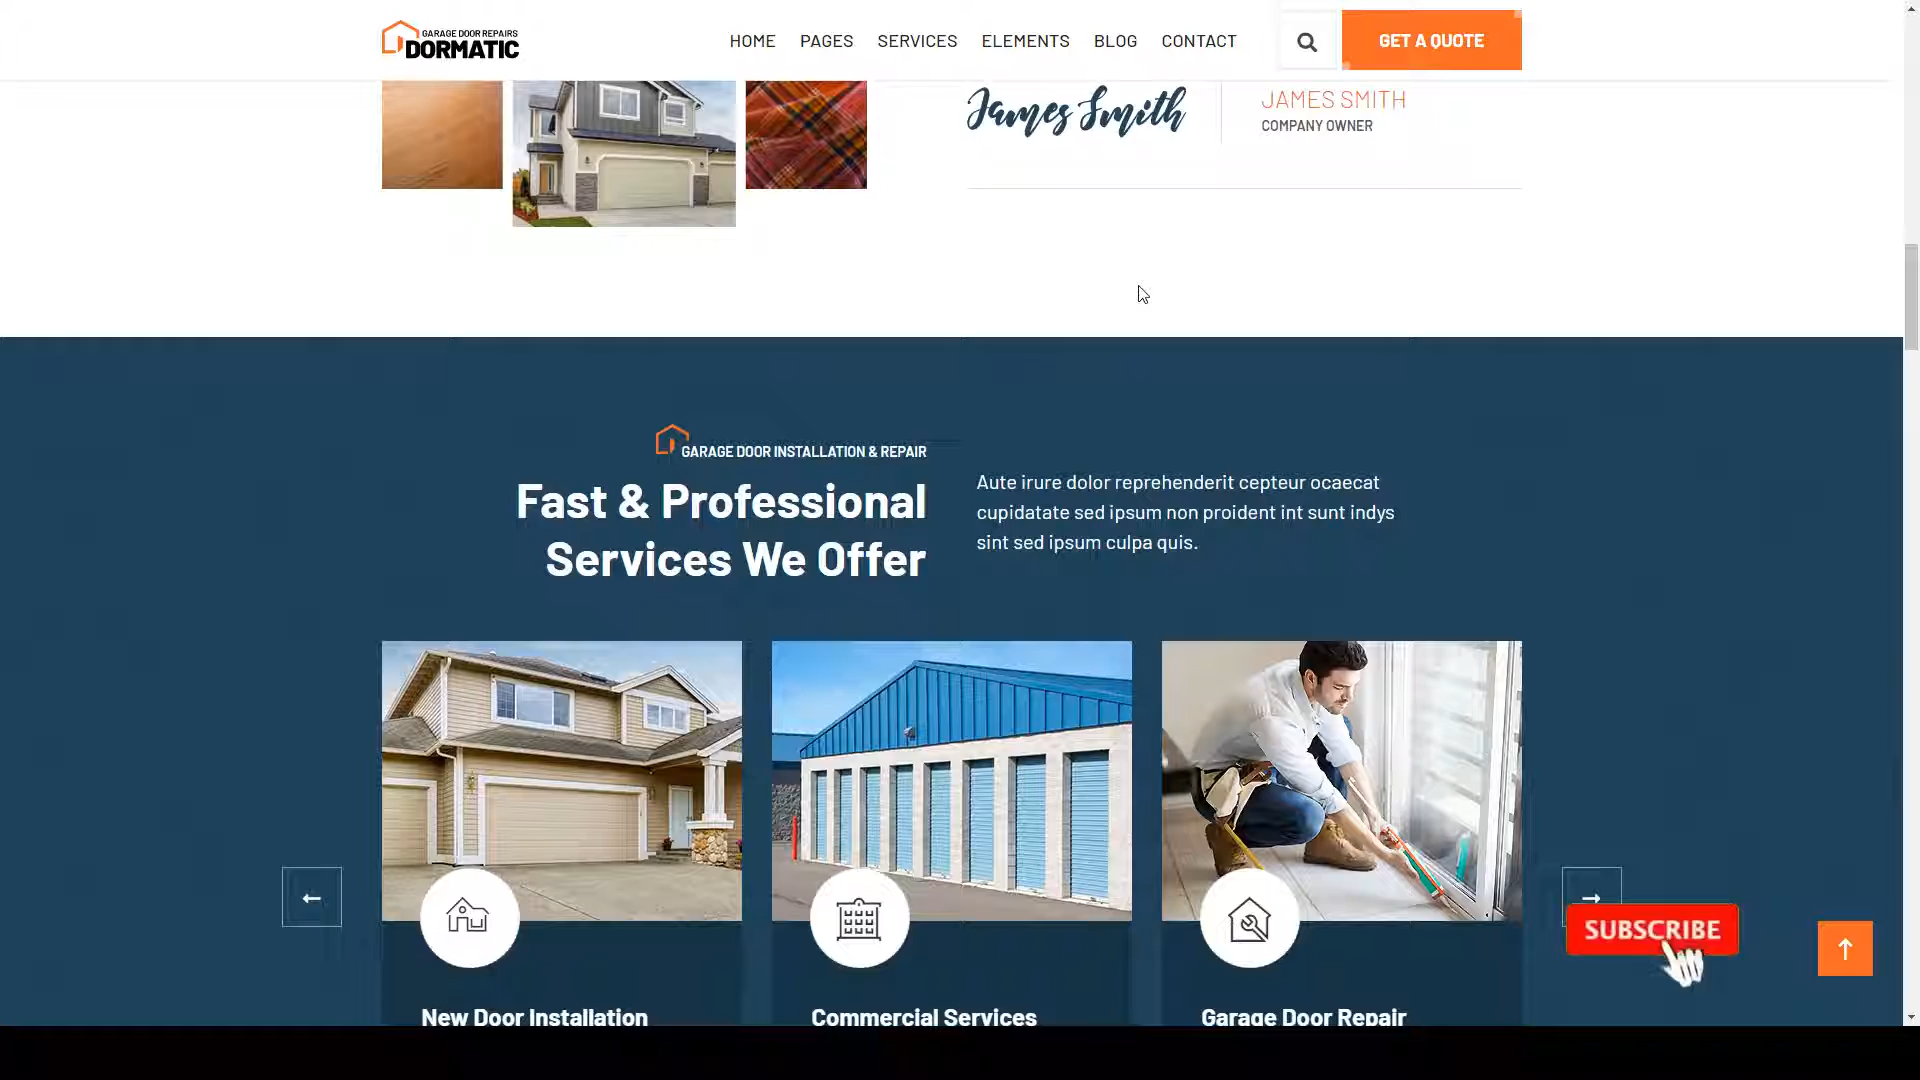 GARAGE DOOR REPAIRS
DORMATIC
HOME PAGES SERVICES ELEMENTS BLOG CONTACT
GET A QUOTE
James Smith
JAMES SMITH
COMPANY OWNER
GARAGE DOOR INSTALLATION & REPAIR
Fast & Professional
Services We Offer
Aute irure dolor reprehenderit cepteur ocaecat
cupidatate sed ipsum non proident int sunt indys
sint sed ipsum culpa quis.
SUBSCRIBE
New Door Installation
Commercial Services
Garage Door Repair